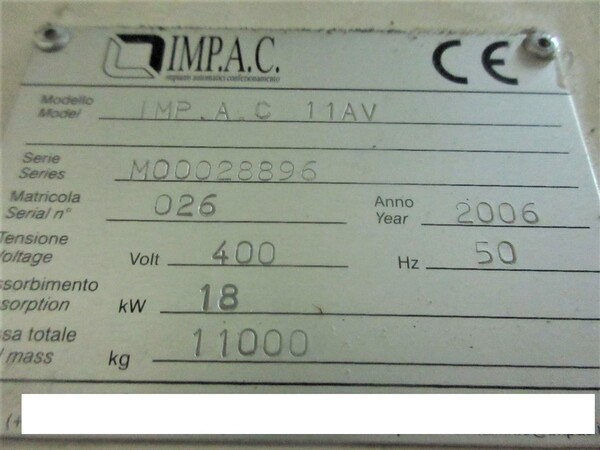 IMP.A.C. CE
impianti automatici confezionamento
Modello
Model IMP.A.C 11AV
Serie
Series M00028896
Matricola Anno
Serial n° 026 Year 2006
Tensione
Voltage Volt 400 Hz 50
ssorbimento
sorption kW 18
ssa totale
mass kg 11000